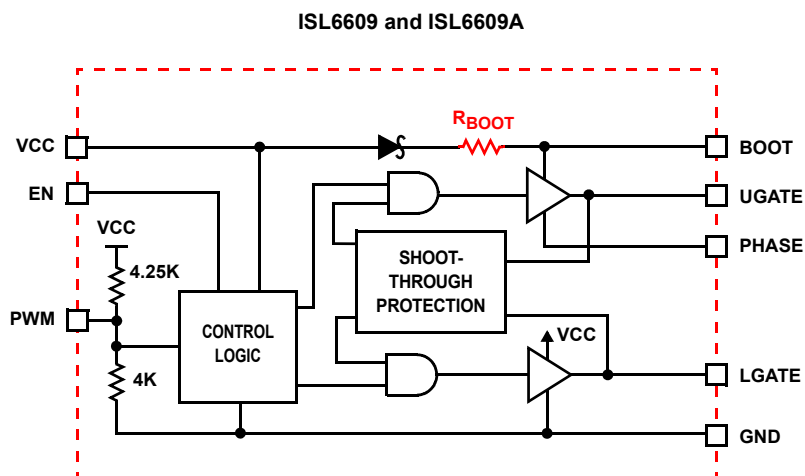 ISL6609 and ISL6609A
VCC
RBOOT
BOOT
EN
UGATE
VCC
4.25K
SHOOT-
THROUGH
PROTECTION
PHASE
PWM
CONTROL
LOGIC
VCC
4K
LGATE
GND